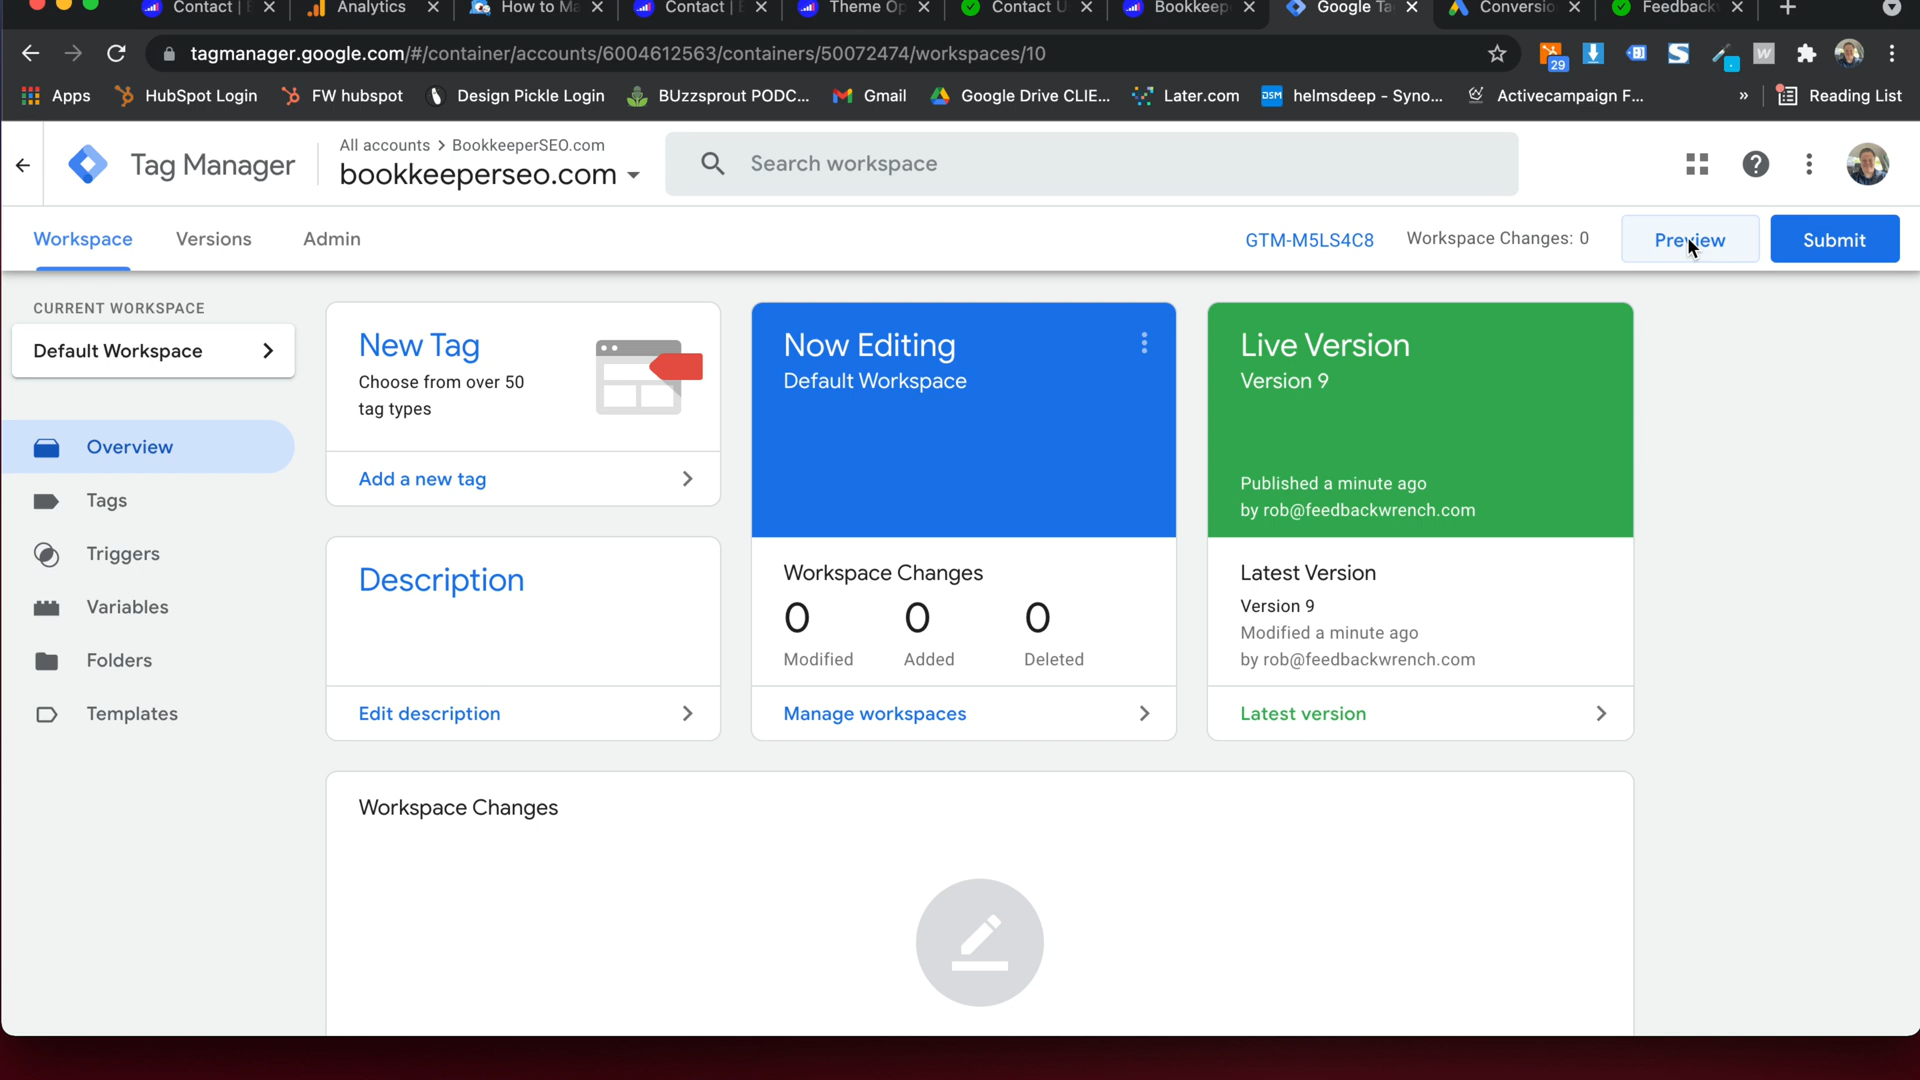 Contact |
Analytics
How to Ma
Contact |
Theme Op
Contact U
Bookkeep
Google Ta
Conversio
Feedback
tagmanager.google.com/#/container/accounts/6004612563/containers/50072474/workspaces/10
29
Apps
HubSpot Login
FW hubspot
Design Pickle Login
BUzzsprout PODC...
Gmail
Google Drive CLIE...
Later.com
DSM
helmsdeep - Syno...
Activecampaign F...
»
Reading List
Tag Manager
All accounts > BookkeeperSEO.com
bookkeeperseo.com
Search workspace
Workspace
Versions
Admin
GTM-M5LS4C8
Workspace Changes: 0
Preview
Submit
CURRENT WORKSPACE
Default Workspace
Overview
Tags
Triggers
Variables
Folders
Templates
New Tag
Choose from over 50
tag types
Add a new tag
Description
Edit description
Now Editing
Default Workspace
Workspace Changes
0 0 0
Modified Added Deleted
Manage workspaces
Live Version
Version 9
Published a minute ago
by rob@feedbackwrench.com
Latest Version
Version 9
Modified a minute ago
by rob@feedbackwrench.com
Latest version
Workspace Changes